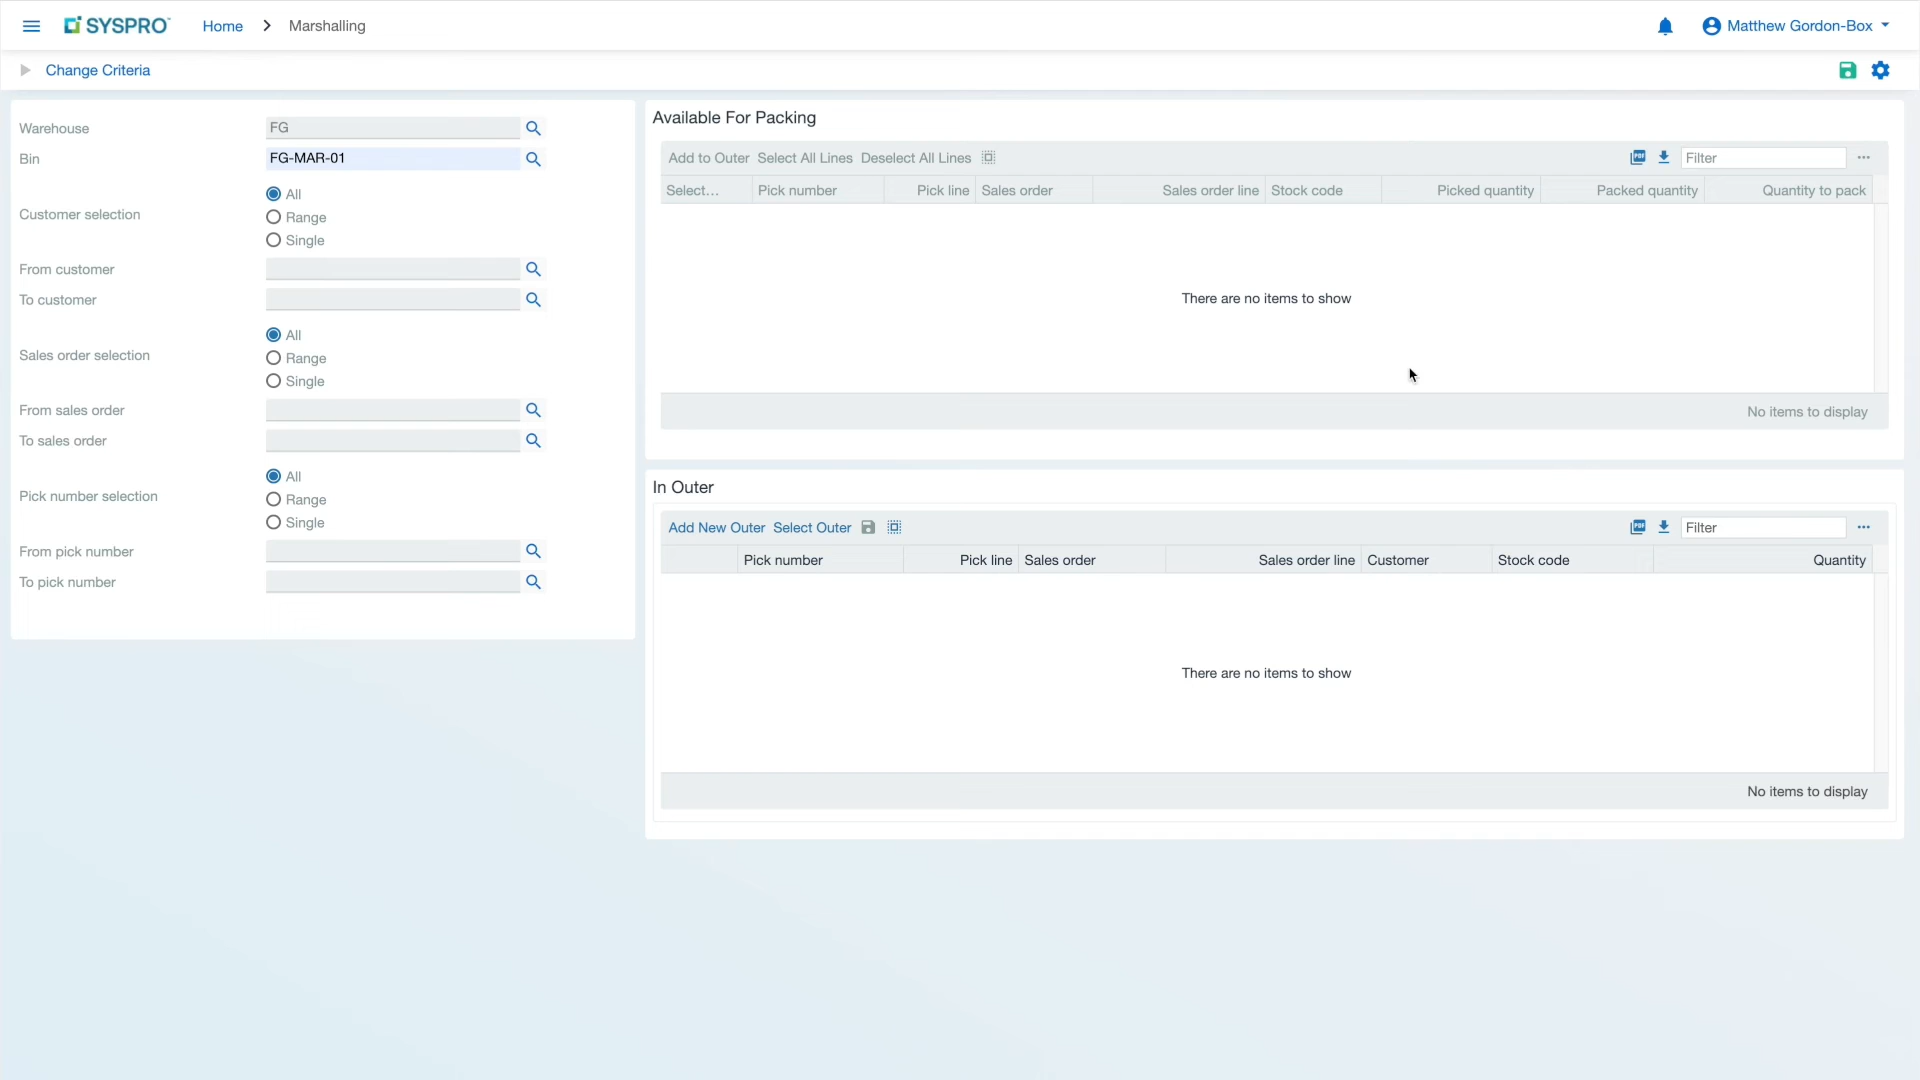 SYSPRO Home Marshalling Matthew Gordon-Box
Change Criteria
Warehouse FG
Bin FG-MAR-01
Customer selection
All
Range
Single
From customer
To customer
Sales order selection
All
Range
Single
From sales order
To sales order
Pick number selection
All
Range
Single
From pick number
To pick number
Available For Packing
Add to Outer Select All Lines Deselect All Lines PDF Filter
Select... Pick number Pick line Sales order Sales order line Stock code Picked quantity Packed quantity Quantity to pack
There are no items to show
No items to display
In Outer
Add New Outer Select Outer PDF Filter
Pick number Pick line Sales order Sales order line Customer Stock code Quantity
There are no items to show
No items to display